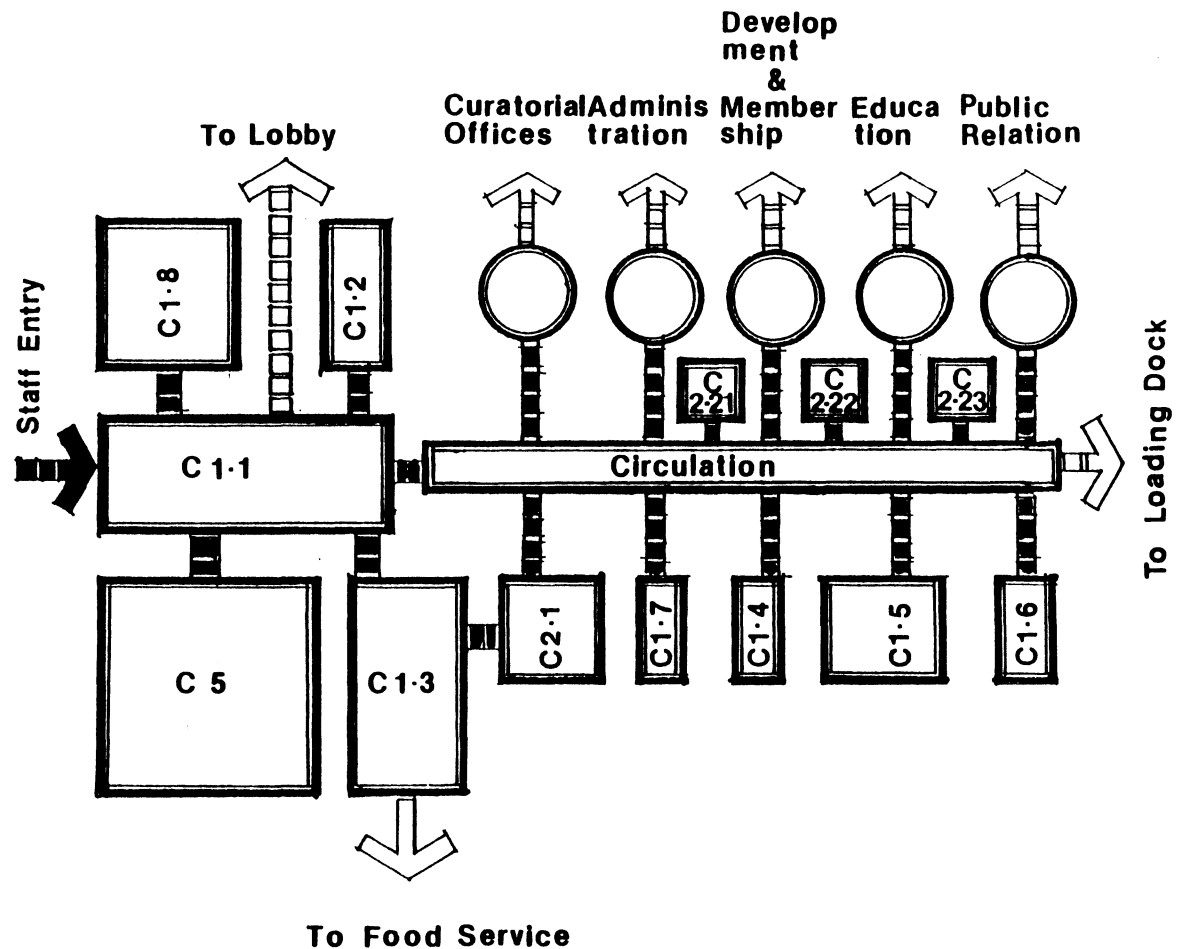 Develop
ment
&
Member
ship
Curatorial
Offices
Adminis
tration
Educa
tion
Public
Relation
To Lobby
Staff Entry
C1·8
C1·2
C 2·21
C 2·22
C 2·23
C 1·1
Circulation
To Loading Dock
C 5
C1·3
C2·1
C1·7
C1·4
C1·5
C1·6
To Food Service